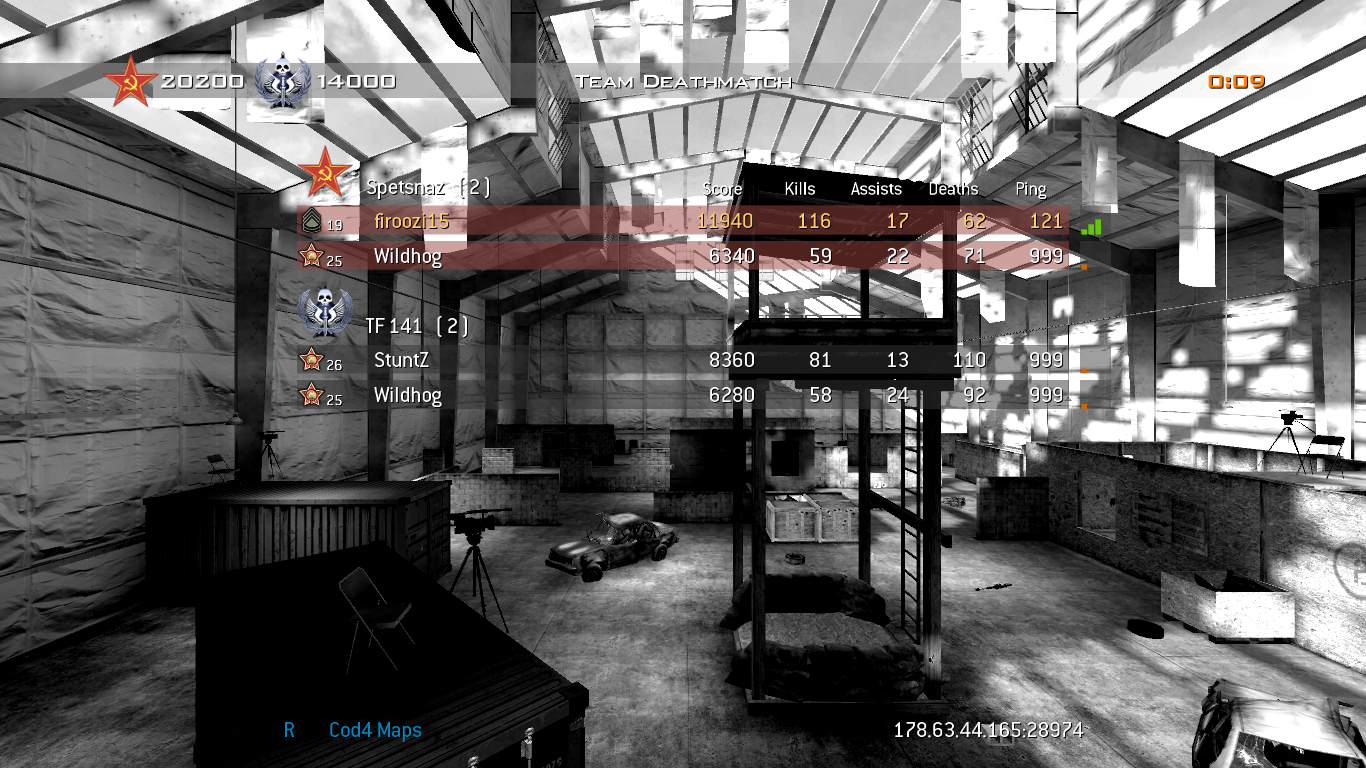 20200 14000 Team Deathmatch 0:09
Spetsnaz (2) Score Kills Assists Deaths Ping
19 firoozi15 11940 116 17 62 121
25 Wildhog 6340 59 22 71 999
TF 141 (2)
26 StuntZ 8360 81 13 110 999
25 Wildhog 6280 58 24 92 999
R Cod4 Maps 178.63.44.165:28974